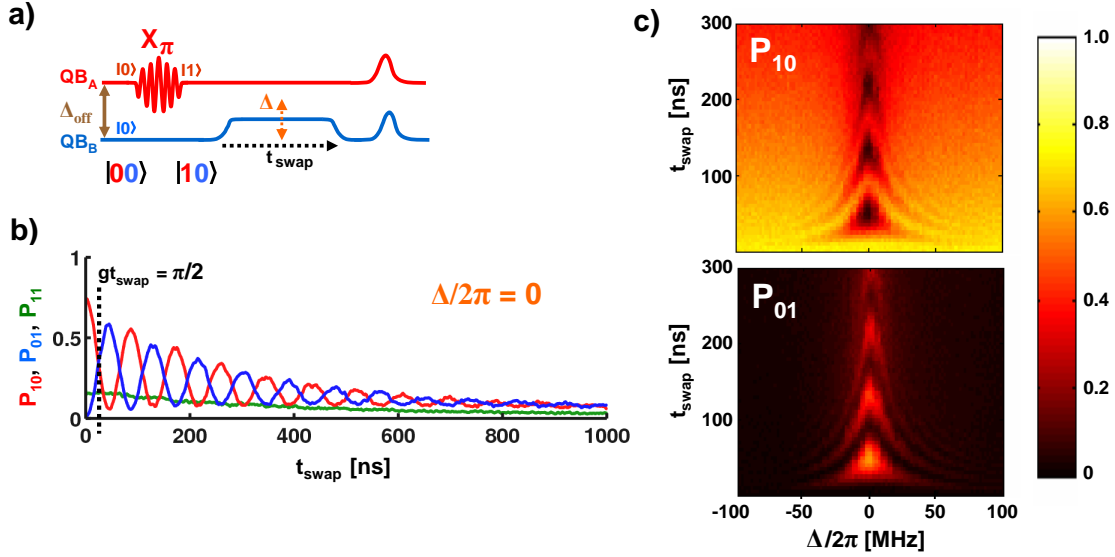 a)
X_π
QB_A |0⟩ |1⟩
Δ_off
Δ
QB_B |0⟩
t_swap
|00⟩ |10⟩
b)
gt_swap = π/2
Δ/2π = 0
P_10, P_01, P_11
1
0.5
0
0 200 400 600 800 1000
t_swap [ns]
c)
P_10
t_swap [ns]
300
200
100
P_01
t_swap [ns]
300
200
100
0
-100 -50 0 50 100
Δ/2π [MHz]
1.0
0.8
0.6
0.4
0.2
0